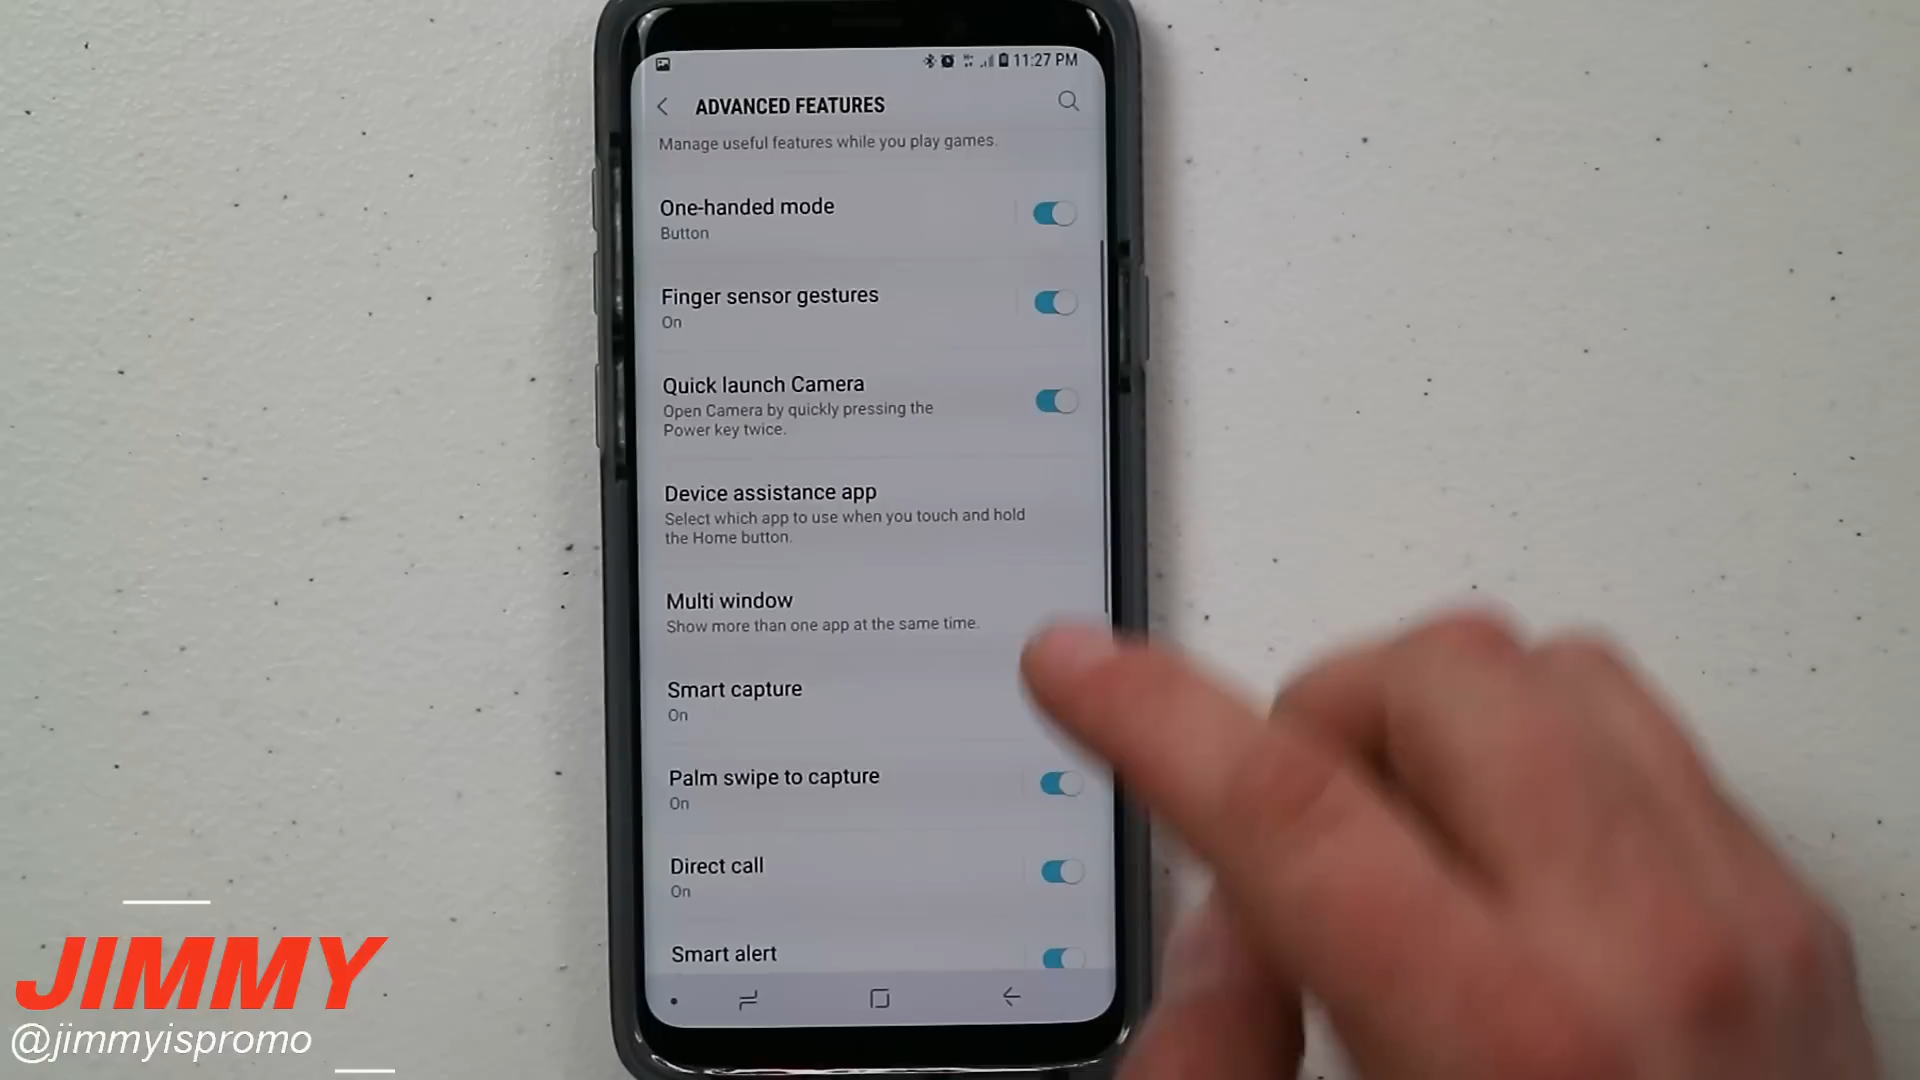 11:27 PM
ADVANCED FEATURES
Manage useful features while you play games.
One-handed mode
Button
Finger sensor gestures
On
Quick launch Camera
Open Camera by quickly pressing the
Power key twice.
Device assistance app
Select which app to use when you touch and hold
the Home button.
Multi window
Show more than one app at the same time.
Smart capture
On
Palm swipe to capture
On
Direct call
On
Smart alert
JIMMY
@jimmyispromo